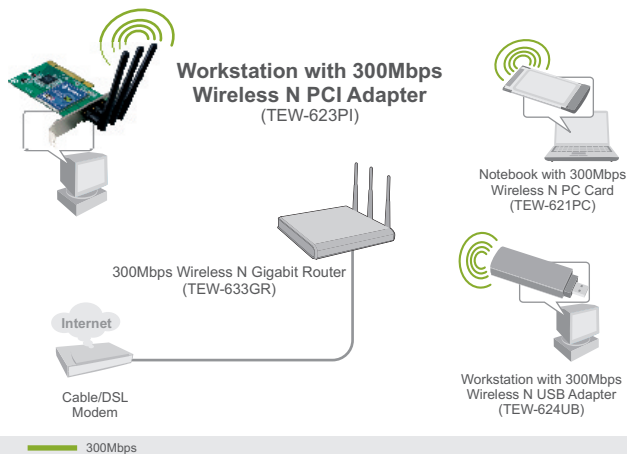 Workstation with 300Mbps
Wireless N PCI Adapter
(TEW-623PI)
Notebook with 300Mbps
Wireless N PC Card
(TEW-621PC)
300Mbps Wireless N Gigabit Router
(TEW-633GR)
Internet
Cable/DSL
Modem
Workstation with 300Mbps
Wireless N USB Adapter
(TEW-624UB)
300Mbps